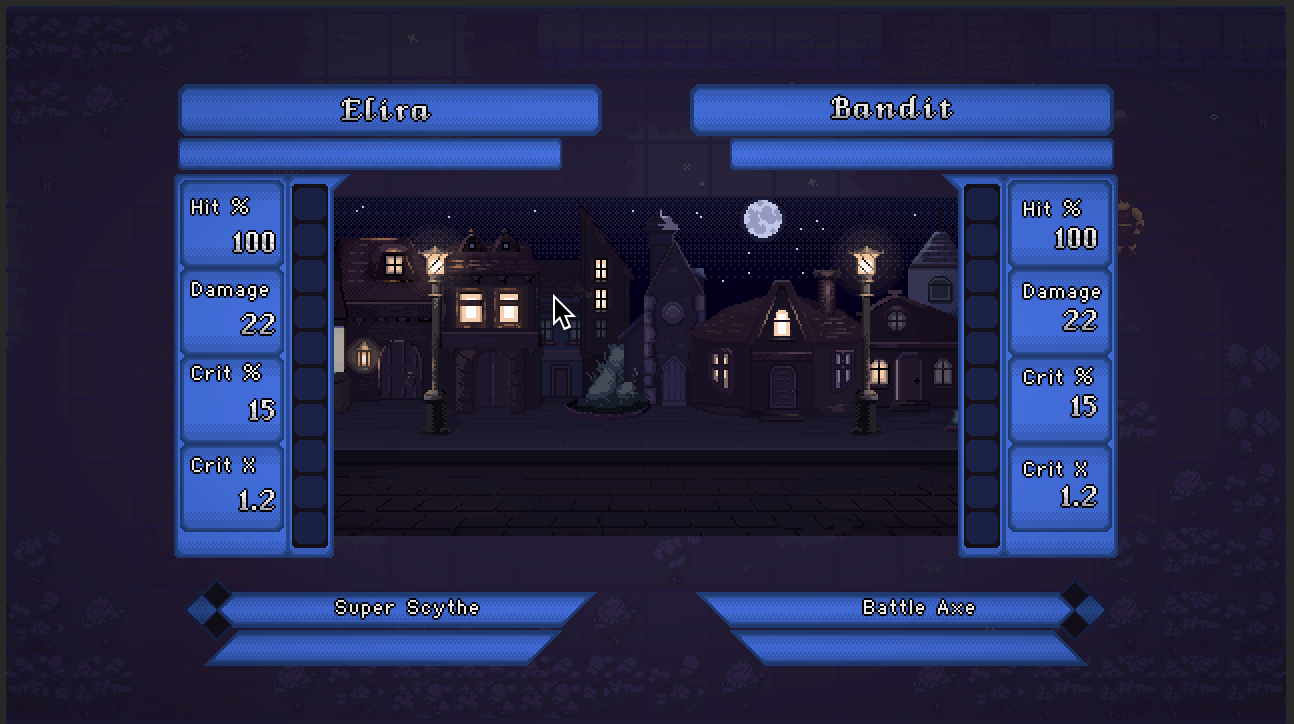 Elira
Bandit
Hit %
100
Damage
22
Crit %
15
Crit X
1.2
Hit %
100
Damage
22
Crit %
15
Crit X
1.2
Super Scythe
Battle Axe